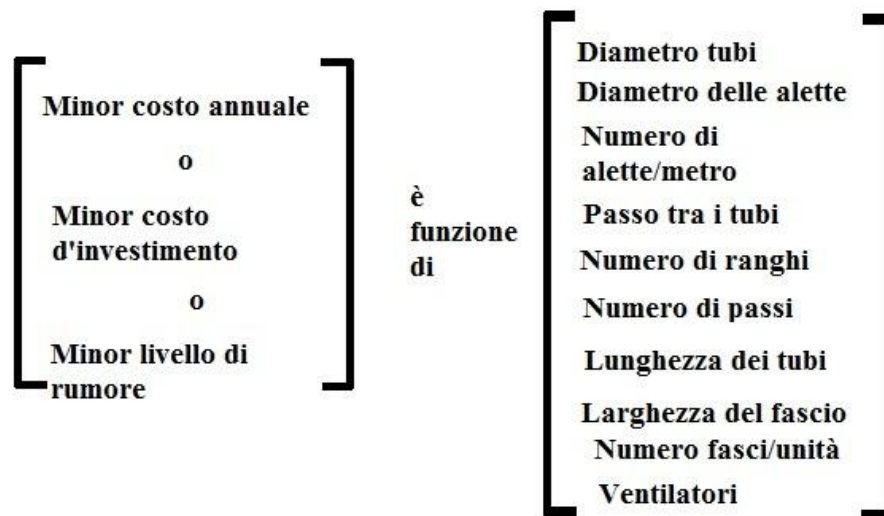 Minor costo annuale
o
Minor costo
d'investimento
o
Minor livello di
rumore
è
funzione
di
Diametro tubi
Diametro delle alette
Numero di
alette/metro
Passo tra i tubi
Numero di ranghi
Numero di passi
Lunghezza dei tubi
Larghezza del fascio
Numero fasci/unità
Ventilatori